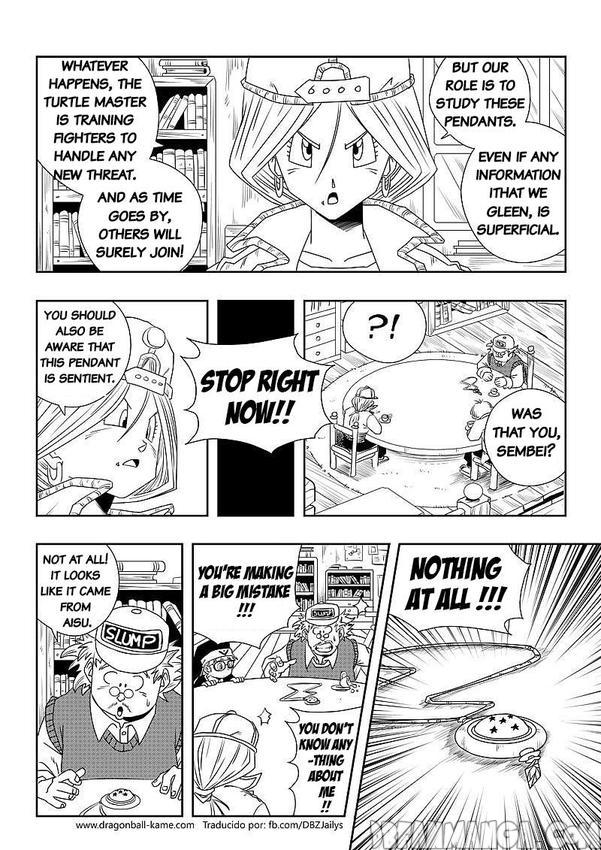 WHATEVER
HAPPENS, THE
TURTLE MASTER
IS TRAINING
FIGHTERS TO
HANDLE ANY
NEW THREAT.
AND AS TIME
GOES BY,
OTHERS WILL
SURELY JOIN!
BUT OUR
ROLE IS TO
STUDY THESE
PENDANTS.
EVEN IF ANY
INFORMATION
ITHAT WE
GLEEN, IS
SUPERFICIAL.
YOU SHOULD
ALSO BE
AWARE THAT
THIS PENDANT
IS SENTIENT.
STOP RIGHT
NOW!!
?!
WAS
THAT YOU,
SEMBEI?
NOT AT ALL!
IT LOOKS
LIKE IT CAME
FROM
AISU.
SLUMP
YOU'RE MAKING
A BIG MISTAKE
!!!
YOU DON'T
KNOW ANY
-THING
ABOUT
ME
!!
NOTHING
AT ALL !!!
www.dragonball-kame.com Traducido por: fb.com/DBZJailys